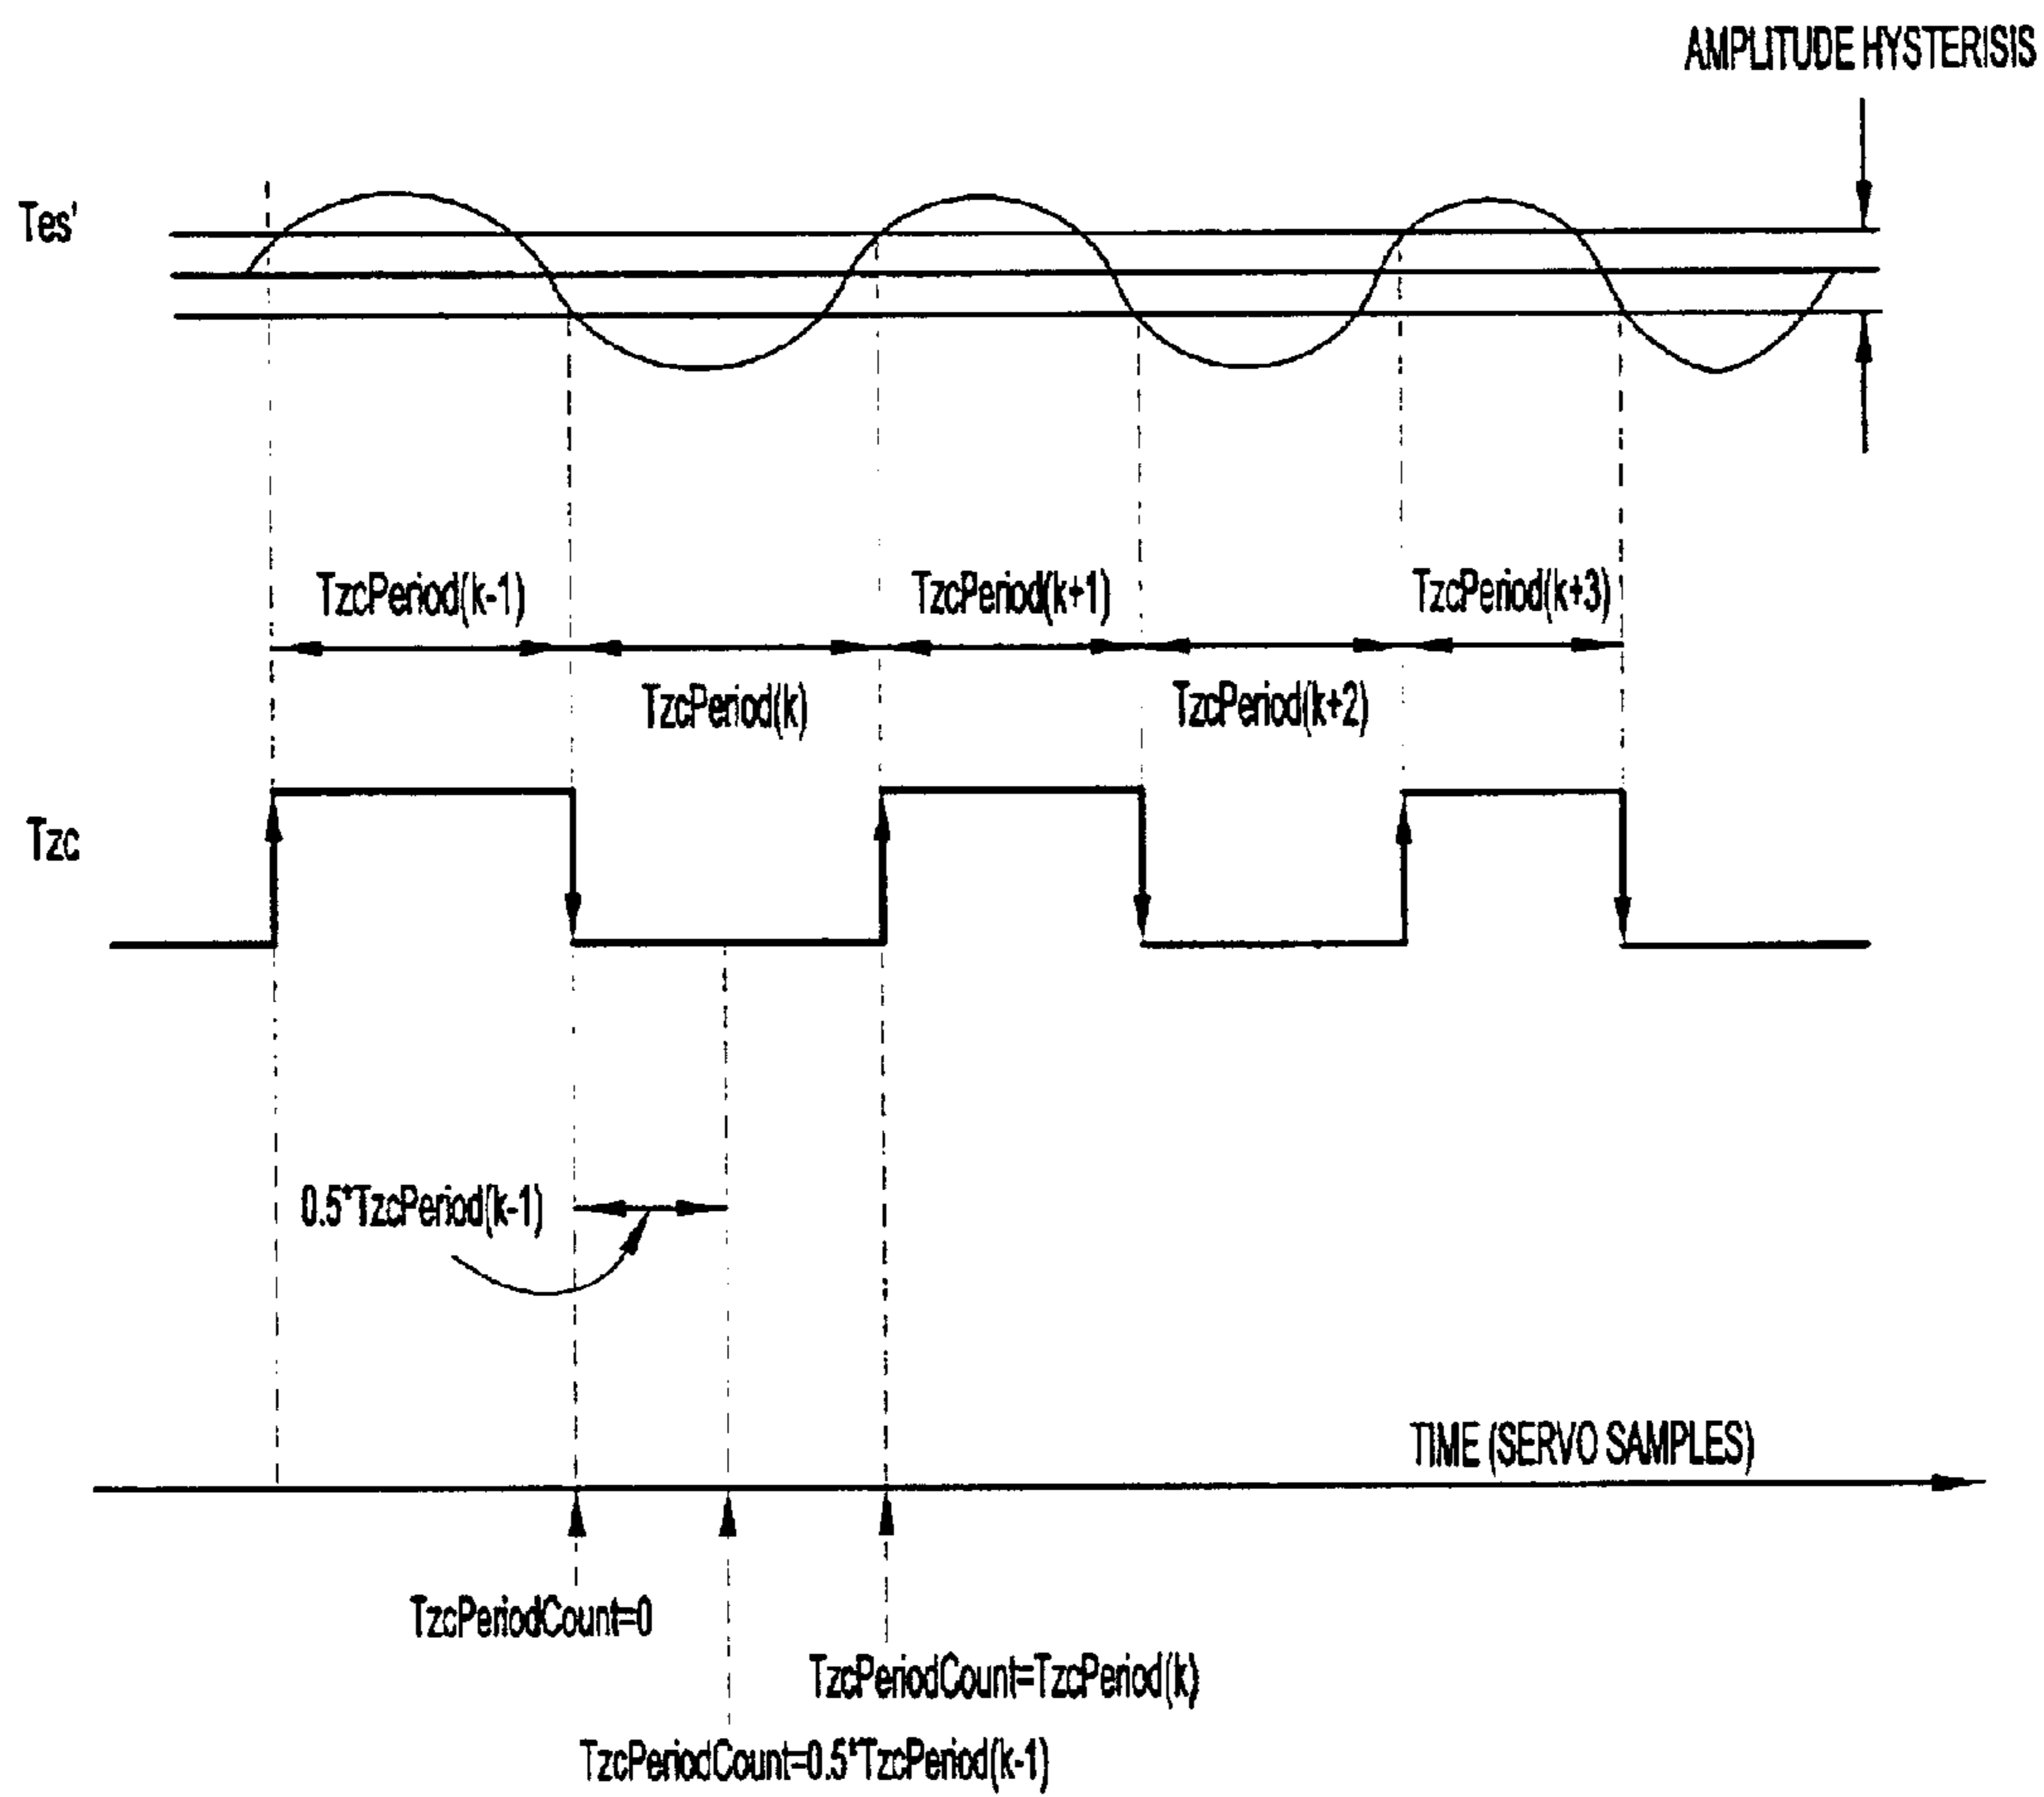 AMPLITUDE HYSTERISIS
Tes'
TzcPeriod(k-1)
TzcPeriod(k+1)
TzcPeriod(k+3)
TzcPeriod(k)
TzcPeriod(k+2)
Tzc
0.5*TzcPeriod(k-1)
TIME (SERVO SAMPLES)
TzcPeriodCount=0
TzcPeriodCount=TzcPeriod(k)
TzcPeriodCount=0.5*TzcPeriod(k-1)